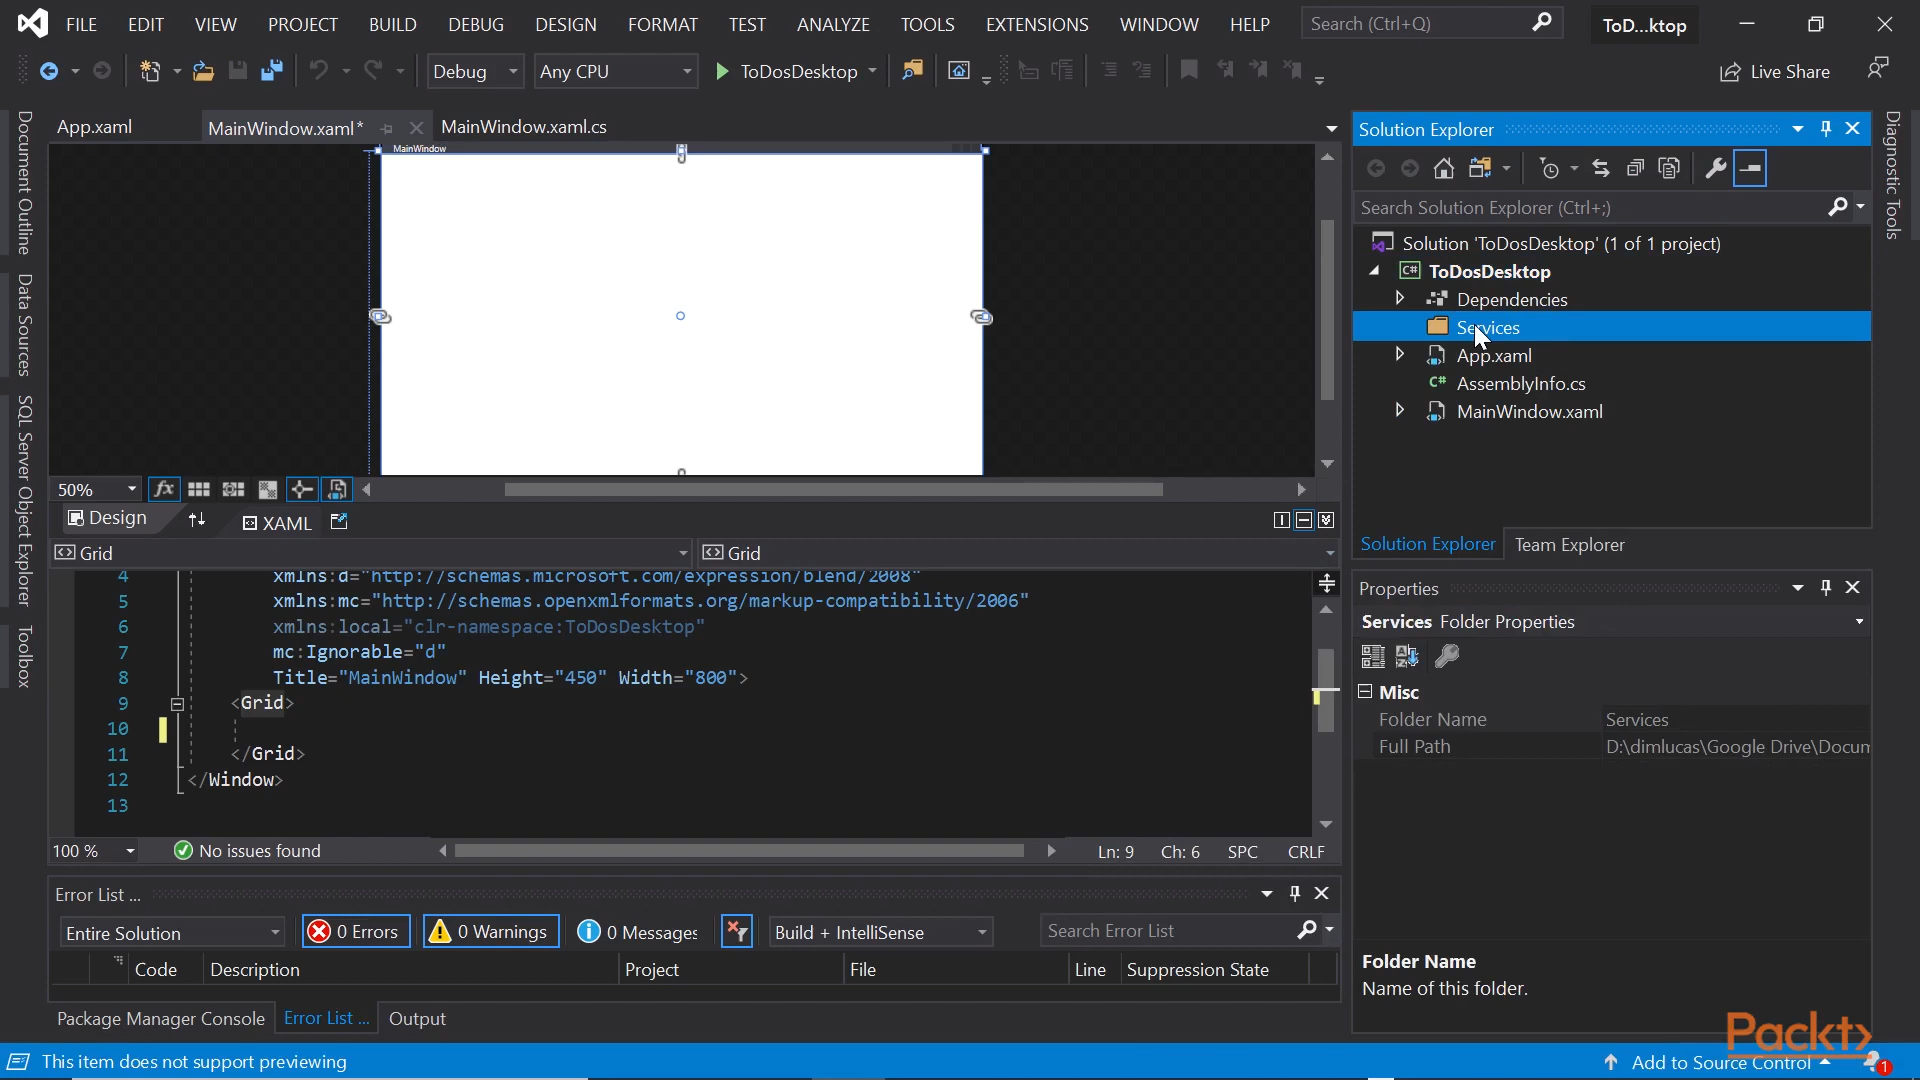 FILE EDIT VIEW PROJECT BUILD DEBUG DESIGN FORMAT TEST ANALYZE TOOLS EXTENSIONS WINDOW HELP Search (Ctrl+Q) ToD...ktop
Debug Any CPU ToDosDesktop Live Share
App.xaml MainWindow.xaml* MainWindow.xaml.cs
MainWindow
Document Outline
Data Sources
SQL Server Object Explorer
Toolbox
50% fx
Design XAML
Grid Grid
4 xmlns:d="http://schemas.microsoft.com/expression/blend/2008"
5 xmlns:mc="http://schemas.openxmlformats.org/markup-compatibility/2006"
6 xmlns:local="clr-namespace:ToDosDesktop"
7 mc:Ignorable="d"
8 Title="MainWindow" Height="450" Width="800">
9 <Grid>
10
11 </Grid>
12 </Window>
13
100 % No issues found Ln: 9 Ch: 6 SPC CRLF
Error List ...
Entire Solution 0 Errors 0 Warnings 0 Messages Build + IntelliSense Search Error List
Code Description Project File Line Suppression State
Package Manager Console Error List ... Output
Solution Explorer
Search Solution Explorer (Ctrl+;)
Solution 'ToDosDesktop' (1 of 1 project)
C# ToDosDesktop
Dependencies
Services
App.xaml
C# AssemblyInfo.cs
MainWindow.xaml
Solution Explorer Team Explorer
Properties
Services Folder Properties
Misc
Folder Name Services
Full Path D:\dimlucas\Google Drive\Docum
Folder Name
Name of this folder.
Diagnostic Tools
Packt>
This item does not support previewing Add to Source Control 1